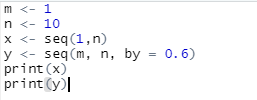 m <- 1
n <- 10
x <- seq(1,n)
y <- seq(m, n, by = 0.6)
print(x)
print(y)